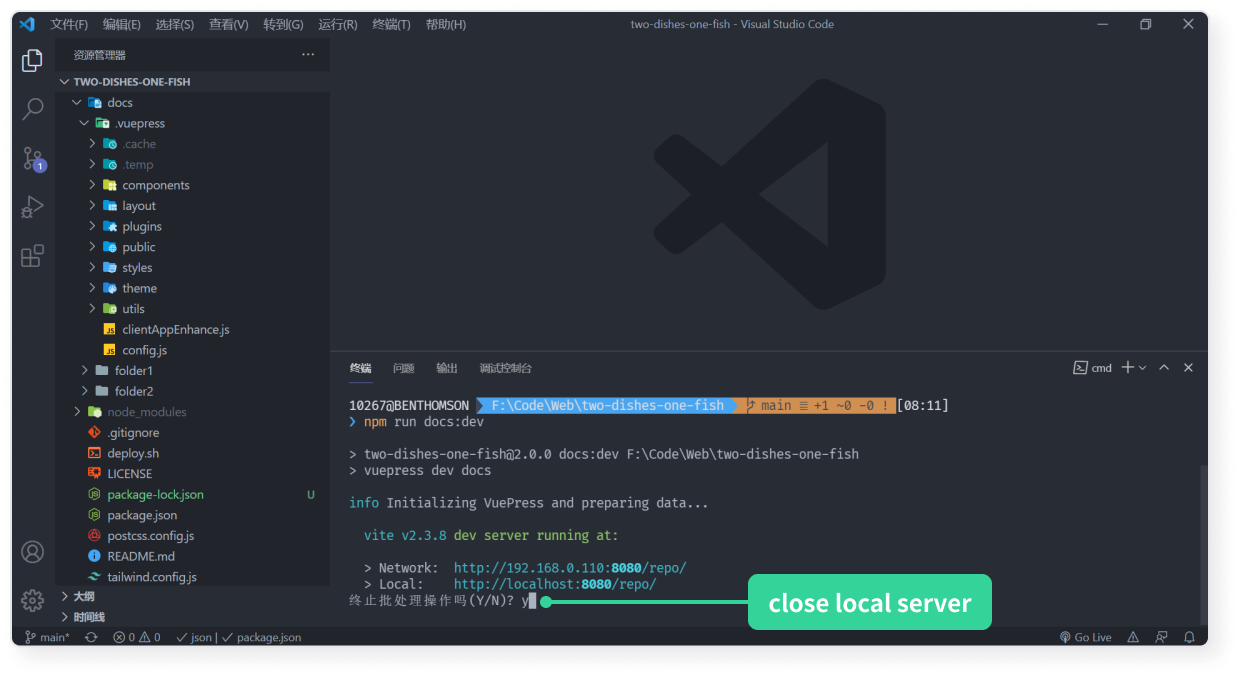 文件(F) 编辑(E) 选择(S) 查看(V) 转到(G) 运行(R) 终端(T) 帮助(H) two-dishes-one-fish - Visual Studio Code
资源管理器
TWO-DISHES-ONE-FISH
docs
.vuepress
.cache
.temp
components
layout
plugins
public
styles
theme
utils
clientAppEnhance.js
config.js
folder1
folder2
node_modules
.gitignore
deploy.sh
LICENSE
package-lock.json U
package.json
postcss.config.js
README.md
tailwind.config.js
大纲
时间线
1
终端 问题 输出 调试控制台 cmd
10267@BENTHOMSON F:\Code\Web\two-dishes-one-fish main ≡ +1 ~0 -0 ! [08:11]
❯ npm run docs:dev
> two-dishes-one-fish@2.0.0 docs:dev F:\Code\Web\two-dishes-one-fish
> vuepress dev docs
info Initializing VuePress and preparing data...
vite v2.3.8 dev server running at:
> Network: http://192.168.0.110:8080/repo/
> Local: http://localhost:8080/repo/
终止批处理操作吗(Y/N)? y
close local server
main* 0 0 json | package.json Go Live